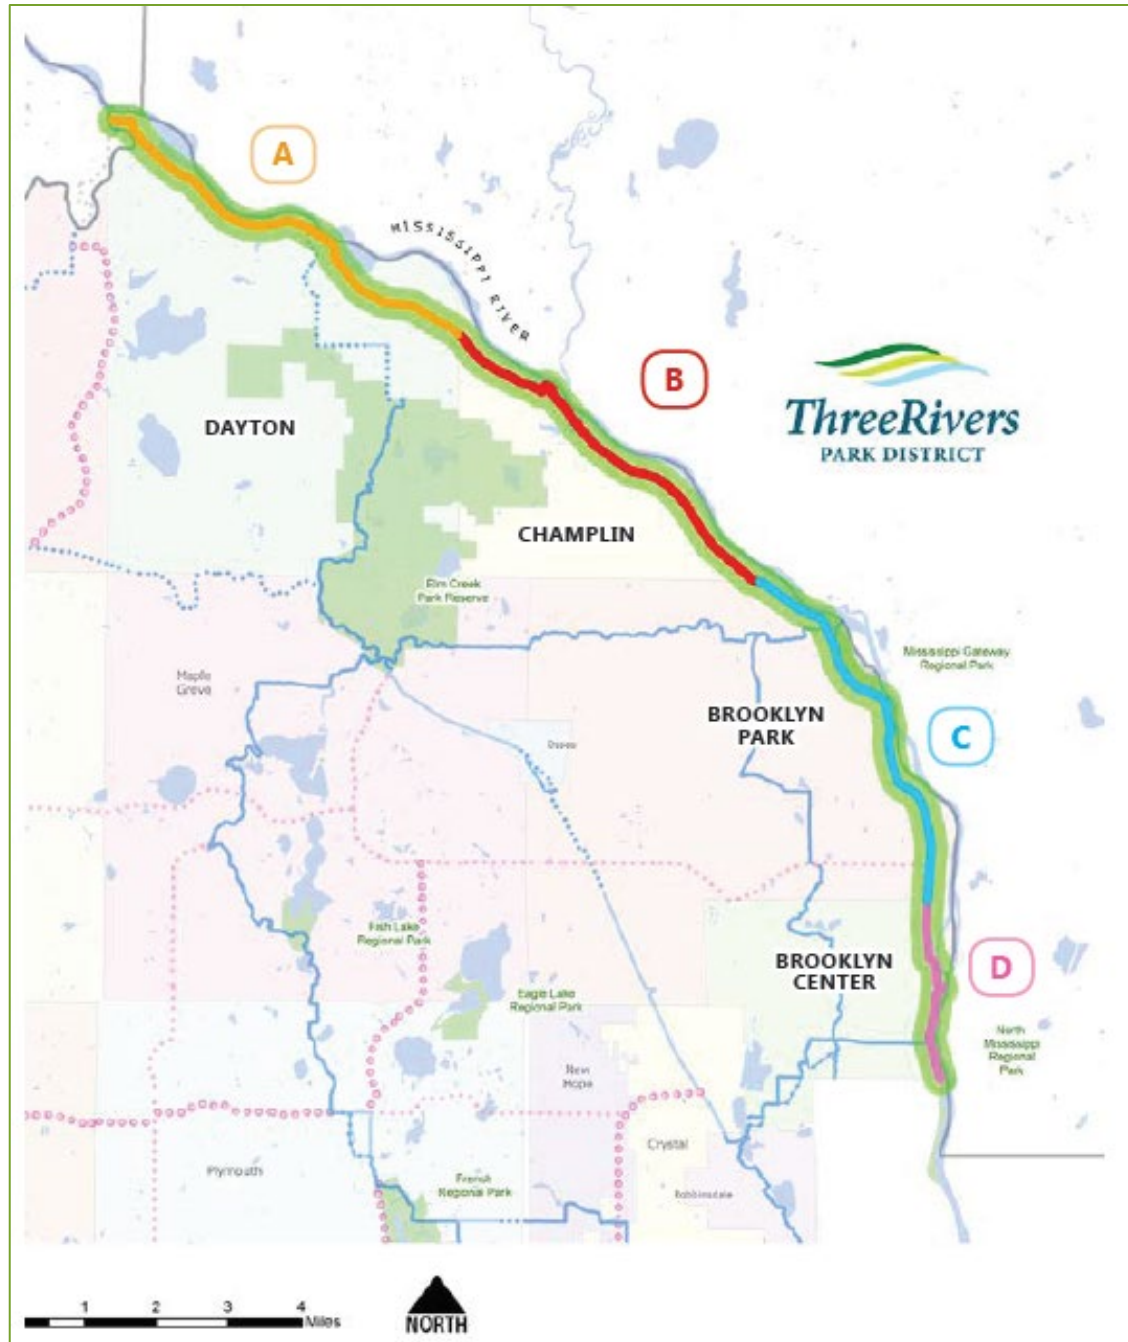 A
MISSISSIPPI RIVER
B
ThreeRivers
PARK DISTRICT
DAYTON
CHAMPLIN
Elm Creek
Park Reserve
Mississippi Gateway
Regional Park
Maple
Grove
BROOKLYN
PARK
C
Osseo
Fish Lake
Regional Park
BROOKLYN
CENTER
D
Eagle Lake
Regional Park
North
Mississippi
Regional
Park
New
Hope
Crystal
Plymouth
French
Regional Park
Robbinsdale
1 2 3 4
Miles
NORTH